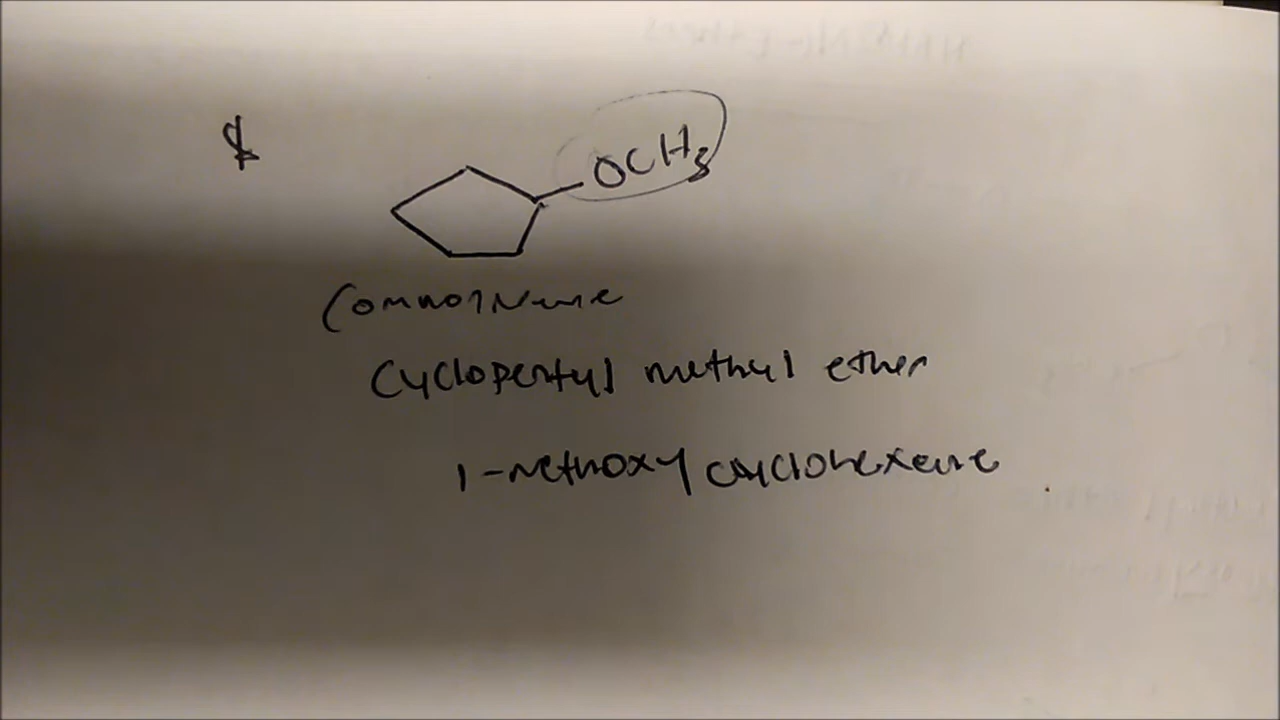 OCH3
Common Name
Cyclopentyl methyl ether
1-methoxy cyclohexane